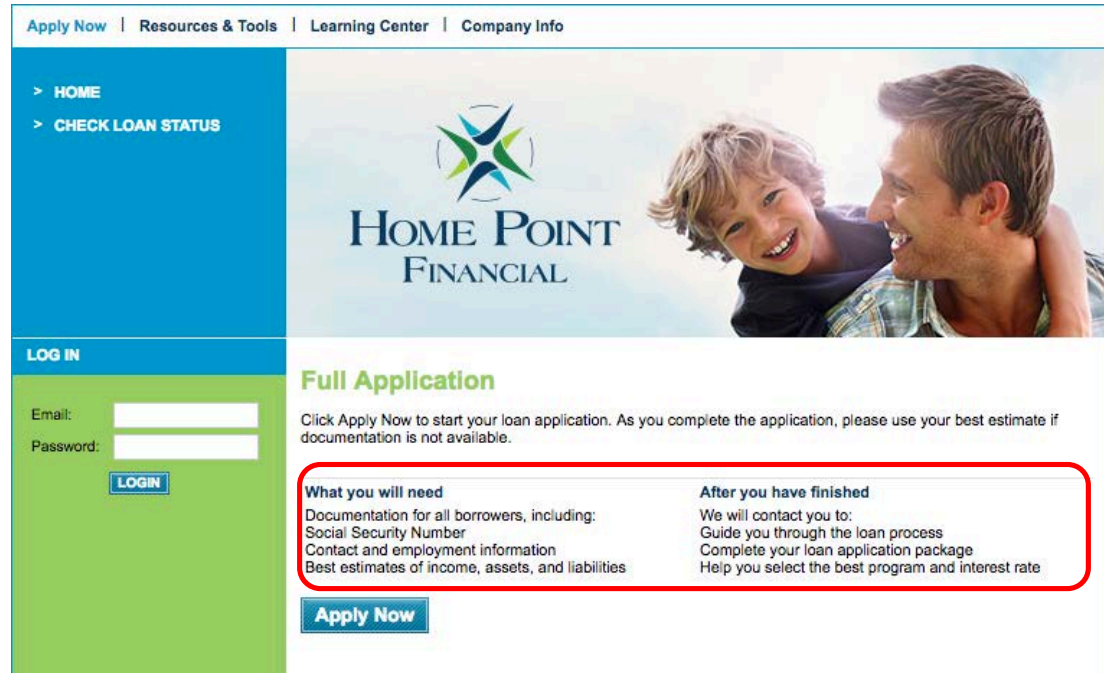 Apply Now | Resources & Tools | Learning Center | Company Info
> HOME
> CHECK LOAN STATUS
HOME POINT
FINANCIAL
LOG IN
Email:
Password:
LOGIN
Full Application
Click Apply Now to start your loan application. As you complete the application, please use your best estimate if
documentation is not available.
What you will need
Documentation for all borrowers, including:
Social Security Number
Contact and employment information
Best estimates of income, assets, and liabilities
After you have finished
We will contact you to:
Guide you through the loan process
Complete your loan application package
Help you select the best program and interest rate
Apply Now